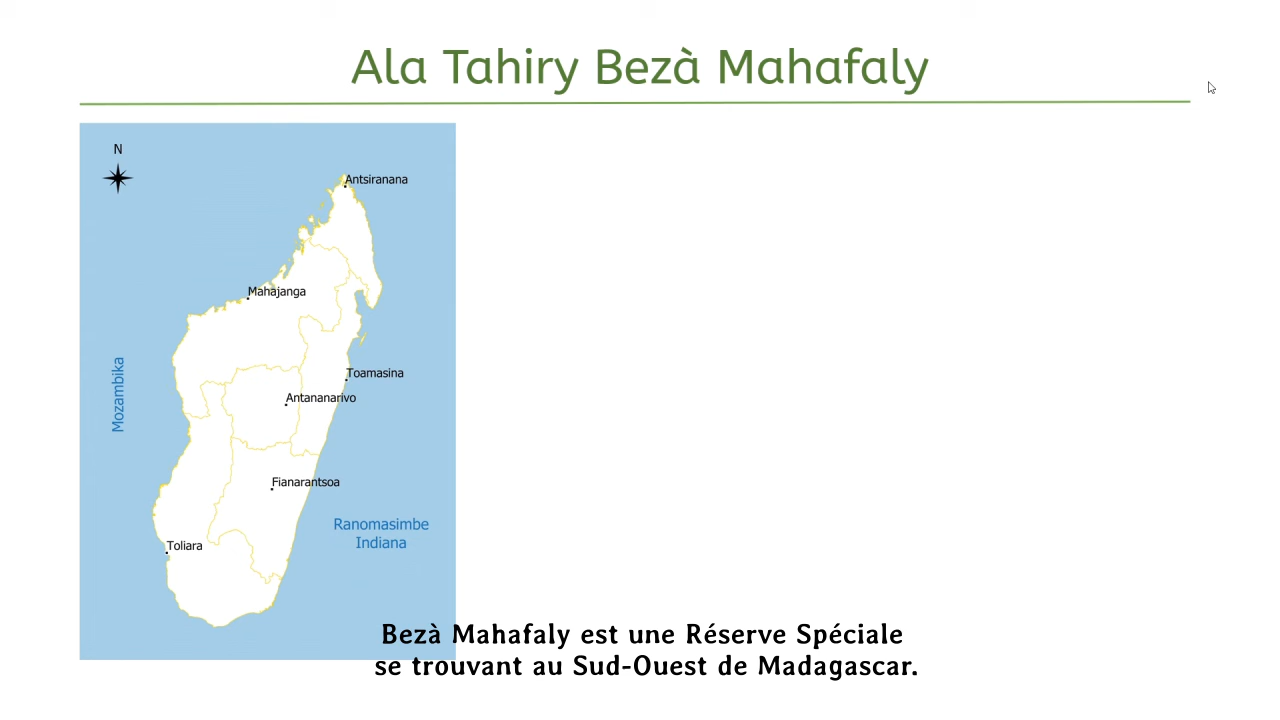 Ala Tahiry Bezà Mahafaly
N
Antsiranana
Mahajanga
Mozambika
Toamasina
Antananarivo
Fianarantsoa
Ranomasimbe
Indiana
Toliara
Bezà Mahafaly est une Réserve Spéciale
se trouvant au Sud-Ouest de Madagascar.